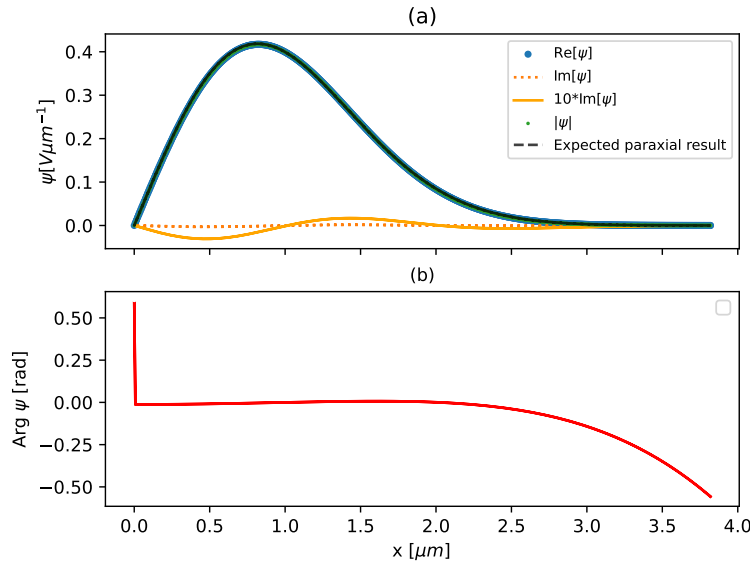 (a)
0.4
0.3
0.2
0.1
0.0
ψ[Vμm⁻¹]
Re[ψ]
Im[ψ]
10*Im[ψ]
|ψ|
Expected paraxial result
(b)
0.50
0.25
0.00
−0.25
−0.50
Arg ψ [rad]
0.0 0.5 1.0 1.5 2.0 2.5 3.0 3.5 4.0
x [μm]